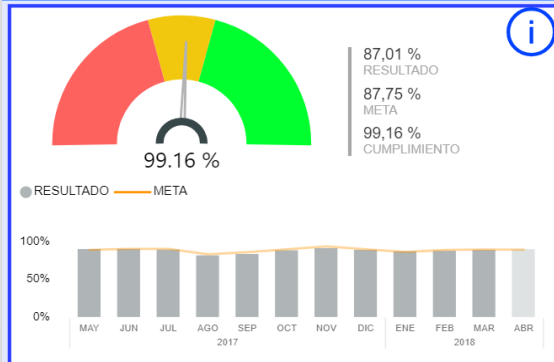 i
87,01 %
RESULTADO
87,75 %
META
99,16 %
CUMPLIMIENTO
99.16 %
RESULTADO META
100%
50%
0%
MAY JUN JUL AGO SEP OCT NOV DIC ENE FEB MAR ABR
2017 2018